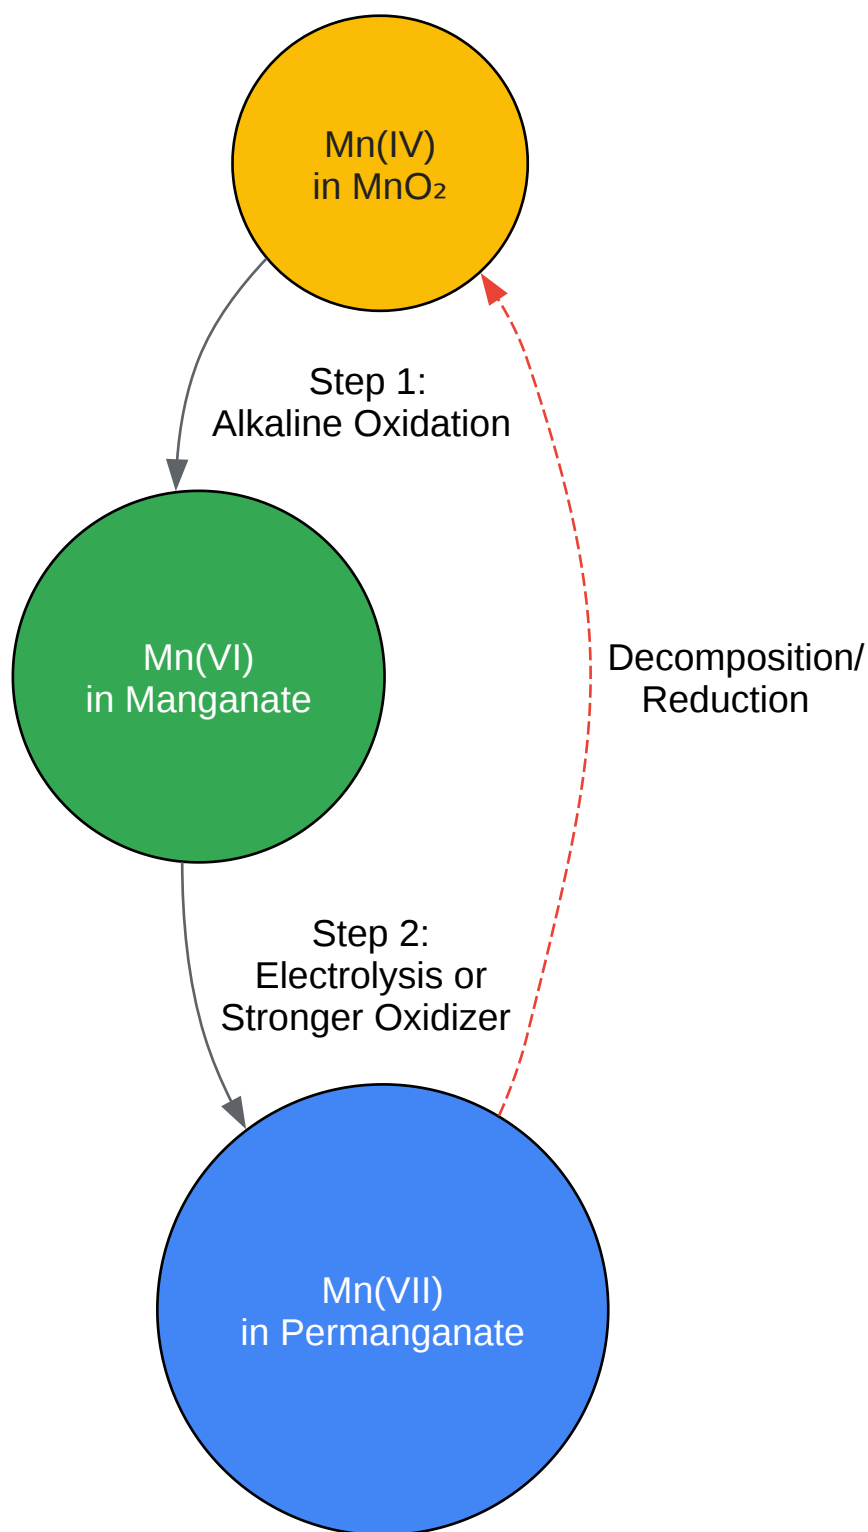 Mn(IV)
in MnO₂
Step 1:
Alkaline Oxidation
Mn(VI)
in Manganate
Decomposition/
Reduction
Step 2:
Electrolysis or
Stronger Oxidizer
Mn(VII)
in Permanganate